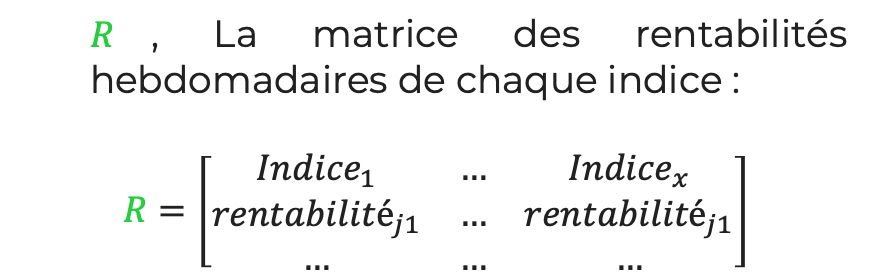 R , La matrice des rentabilités
hebdomadaires de chaque indice :
Indice₁ ... Indiceₓ
R = [rentabilité_j1 ... rentabilité_j1]
... ... ...